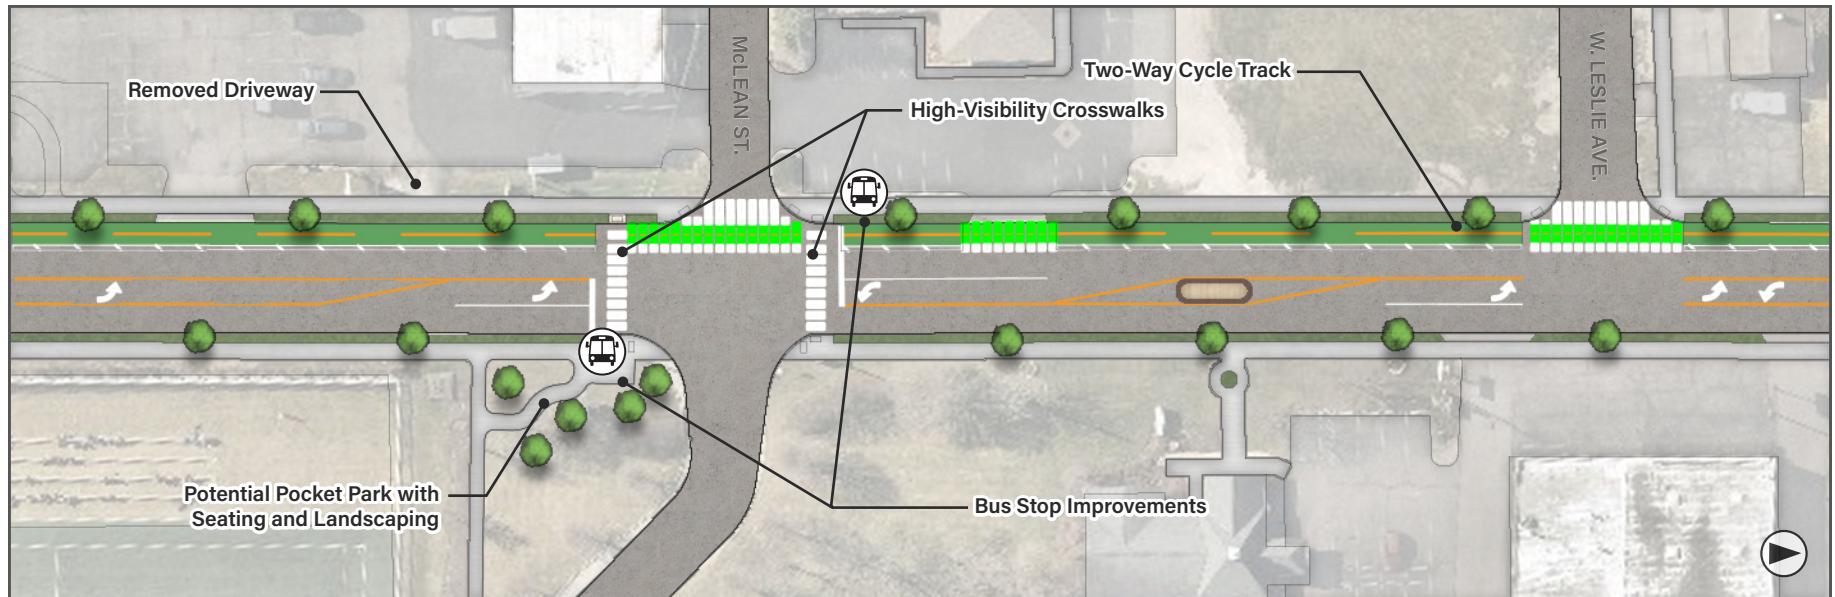 McLEAN ST.
W. LESLIE AVE.
Two-Way Cycle Track
Removed Driveway
High-Visibility Crosswalks
Potential Pocket Park with
Seating and Landscaping
Bus Stop Improvements